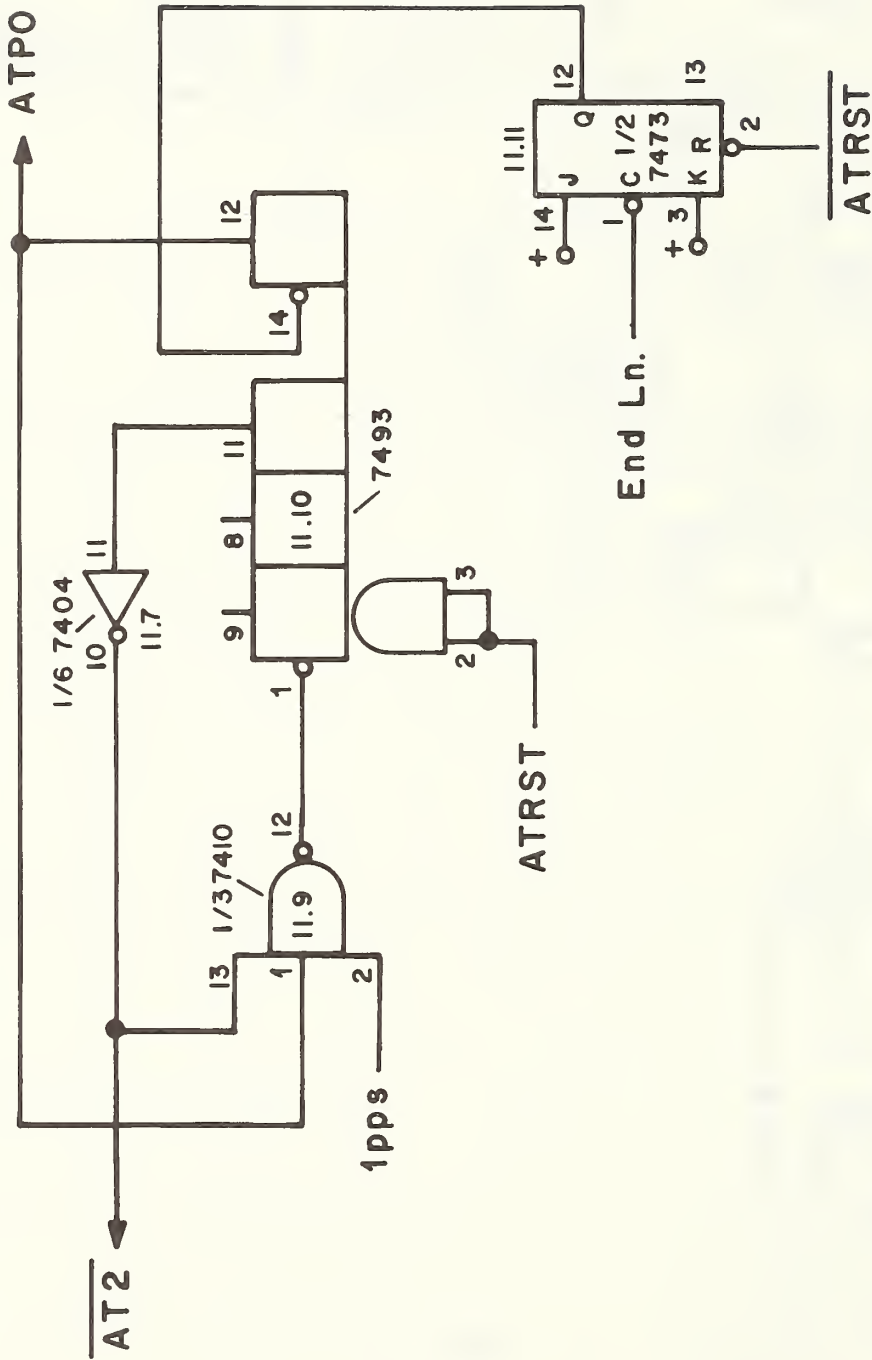 ATPO
AT2
1/6 7404
10
11
11.7
1/3 7410
13
1
2
11.9
12
1pps
1
9
8
11
11.10
7493
14
12
2
3
ATRST
11.11
+ 14
J
Q
12
1
C
1/2
7473
+ 3
K
R
13
2
End Ln.
ATRST